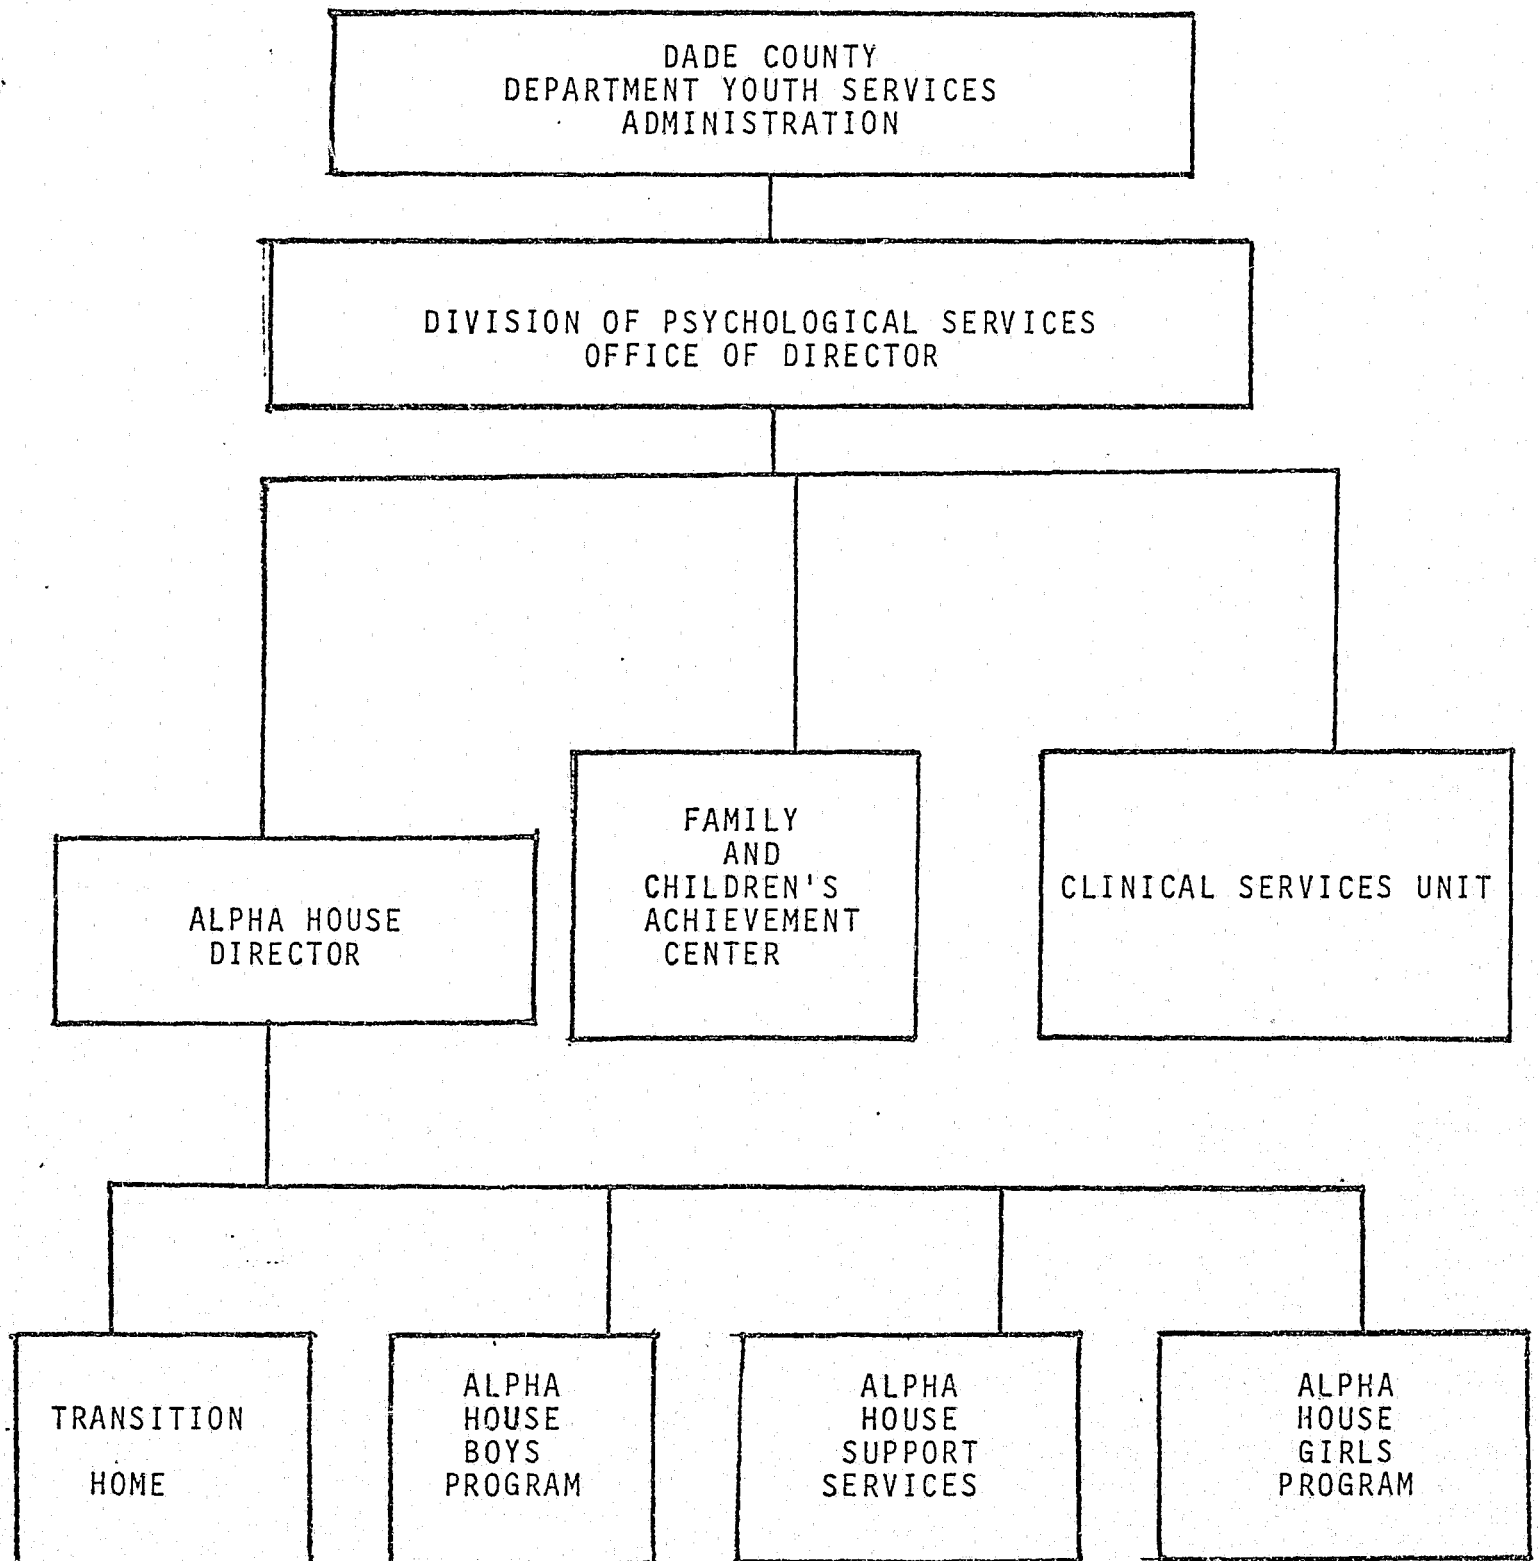 DADE COUNTY
DEPARTMENT YOUTH SERVICES
ADMINISTRATION
DIVISION OF PSYCHOLOGICAL SERVICES
OFFICE OF DIRECTOR
ALPHA HOUSE
DIRECTOR
FAMILY
AND
CHILDREN'S
ACHIEVEMENT
CENTER
CLINICAL SERVICES UNIT
TRANSITION
HOME
ALPHA
HOUSE
BOYS
PROGRAM
ALPHA
HOUSE
SUPPORT
SERVICES
ALPHA
HOUSE
GIRLS
PROGRAM